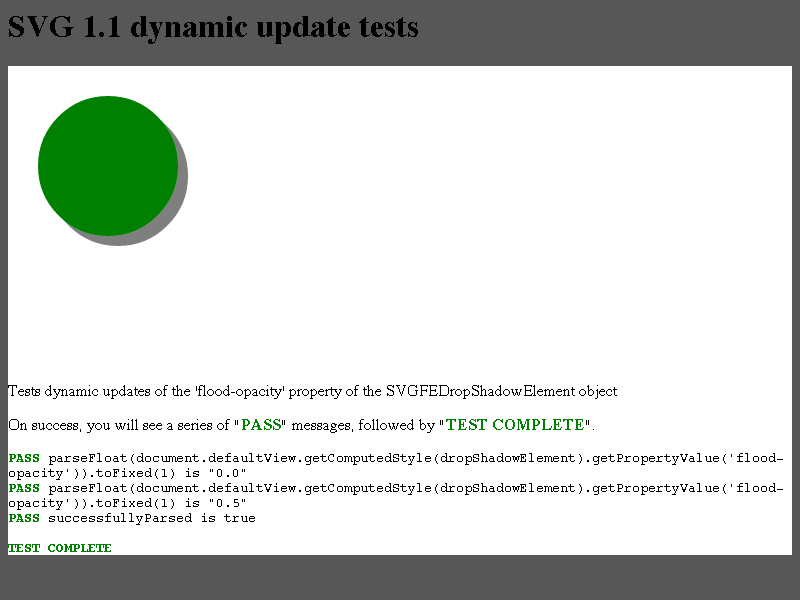 SVG 1.1 dynamic update tests
Tests dynamic updates of the 'flood-opacity' property of the SVGFEDropShadowElement object
On success, you will see a series of "PASS" messages, followed by "TEST COMPLETE".
PASS parseFloat(document.defaultView.getComputedStyle(dropShadowElement).getPropertyValue('flood-
opacity')).toFixed(1) is "0.0"
PASS parseFloat(document.defaultView.getComputedStyle(dropShadowElement).getPropertyValue('flood-
opacity')).toFixed(1) is "0.5"
PASS successfullyParsed is true
TEST COMPLETE